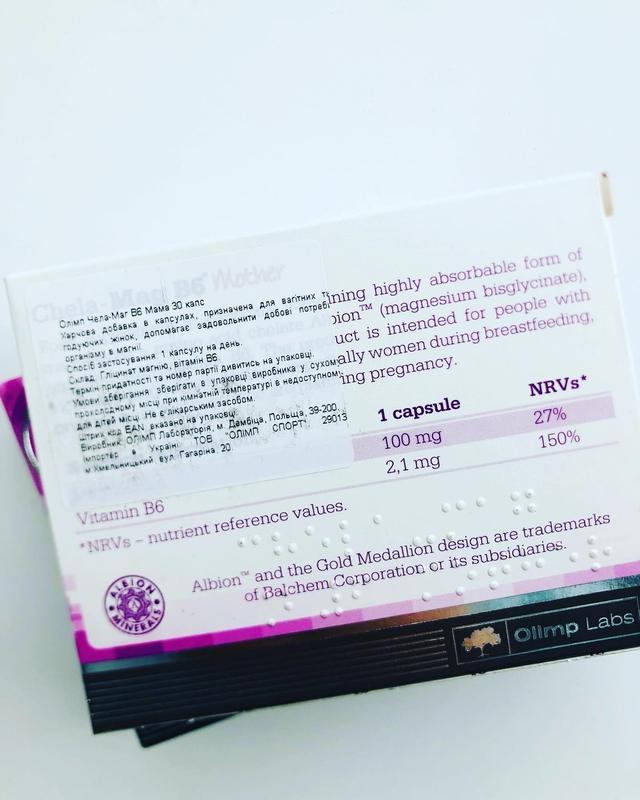 Chela-Mag B6® Mother
Олімп Чела-Маг В6 Мама 30 капс
Харчова добавка в капсулах, призначена для вагітних та
годуючих жінок, допомагає задовольнити добові потреби
організму в магнії.
Спосіб застосування: 1 капсулу на день.
Склад: Гліцинат магнію, вітамін В6.
Термін придатності та номер партії дивитись на упаковці.
Умови зберігання: зберігати в упаковці виробника у сухому,
прохолодному місці при кімнатній температурі в недоступному
для дітей місці. Не є лікарським засобом.
Штрих код EAN: вказано на упаковці.
Виробник: ОЛІМП Лабораторія, м. Дембіца, Польща, 39-200.
Імпортер в Україні: ТОВ "ОЛІМП СПОРТ", 29013
м.Хмельницький вул. Гагаріна, 20
ning highly absorbable form of
bion™ (magnesium bisglycinate),
uct is intended for people with
ally women during breastfeeding,
ing pregnancy.
1 capsule NRVs*
100 mg 27%
Vitamin B6 2,1 mg 150%
*NRVs – nutrient reference values.
Albion™ and the Gold Medallion design are trademarks
of Balchem Corporation or its subsidiaries.
ALBION
MINERALS
Olimp Labs